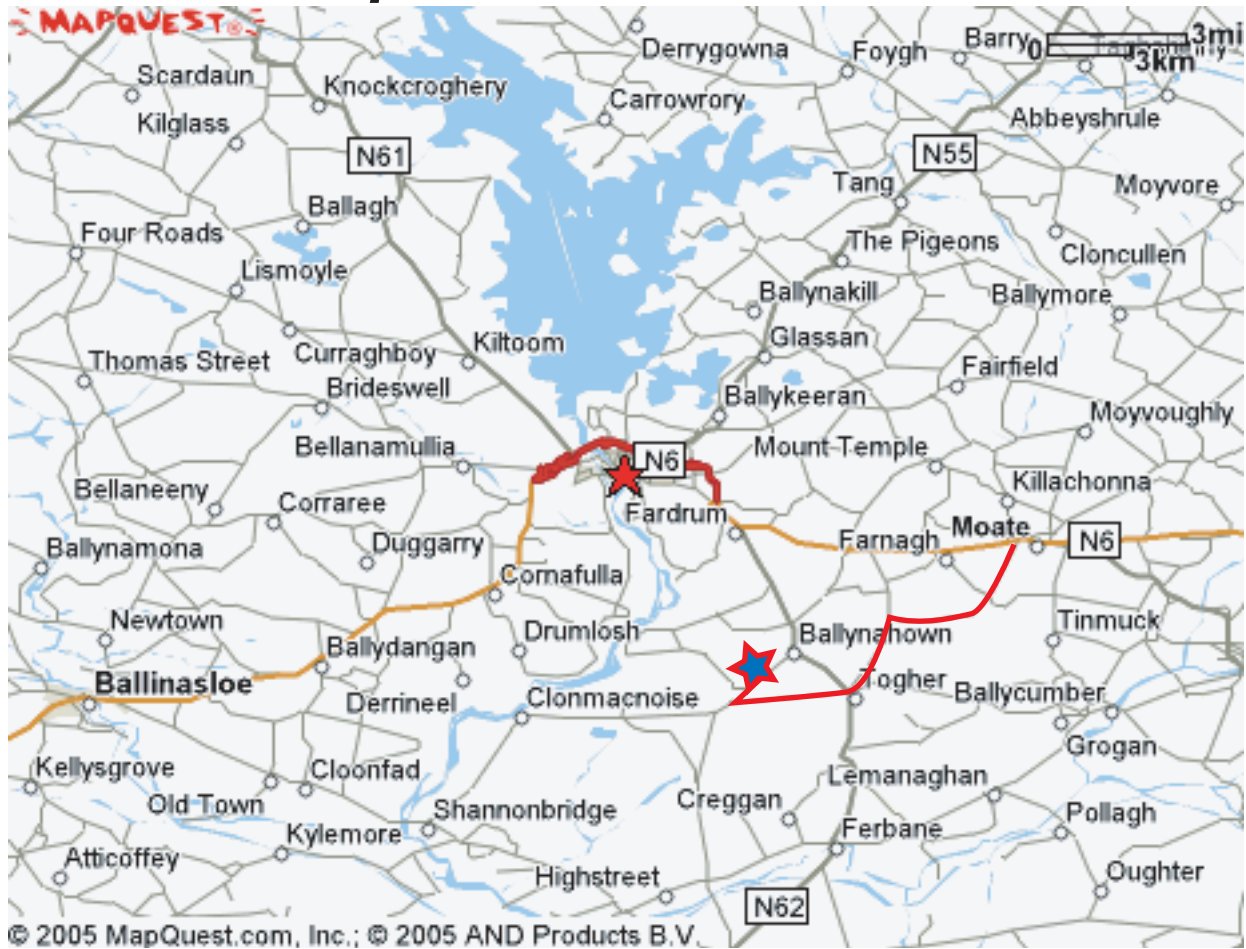 MAPQUEST®
Derrygowna
Foygh
Barry
0
3mi
3km
Scardaun
Knockcroghery
Carrowrory
Abbeyshrule
Kilglass
N61
N55
Tang
Moyvore
Ballagh
Four Roads
The Pigeons
Cloncullen
Lismoyle
Ballynakill
Ballymore
Glassan
Thomas Street
Curraghboy
Kiltoom
Fairfield
Brideswell
Ballykeeran
Moyvoughly
Bellanamullia
N6
Mount-Temple
Bellaneeny
Corraree
Killachonna
Fardrum
Moate
Ballynamona
Duggarry
Farnagh
N6
Cornafulla
Newtown
Drumlosh
Ballynahown
Tinmuck
Ballydangan
Ballinasloe
Derrineel
Clonmacnoise
Togher
Ballycumber
Grogan
Kellysgrove
Cloonfad
Lemanaghan
Old Town
Shannonbridge
Creggan
Pollagh
Kylemore
Ferbane
Atticoffey
Highstreet
Oughter
N62
© 2005 MapQuest.com, Inc.; © 2005 AND Products B.V.